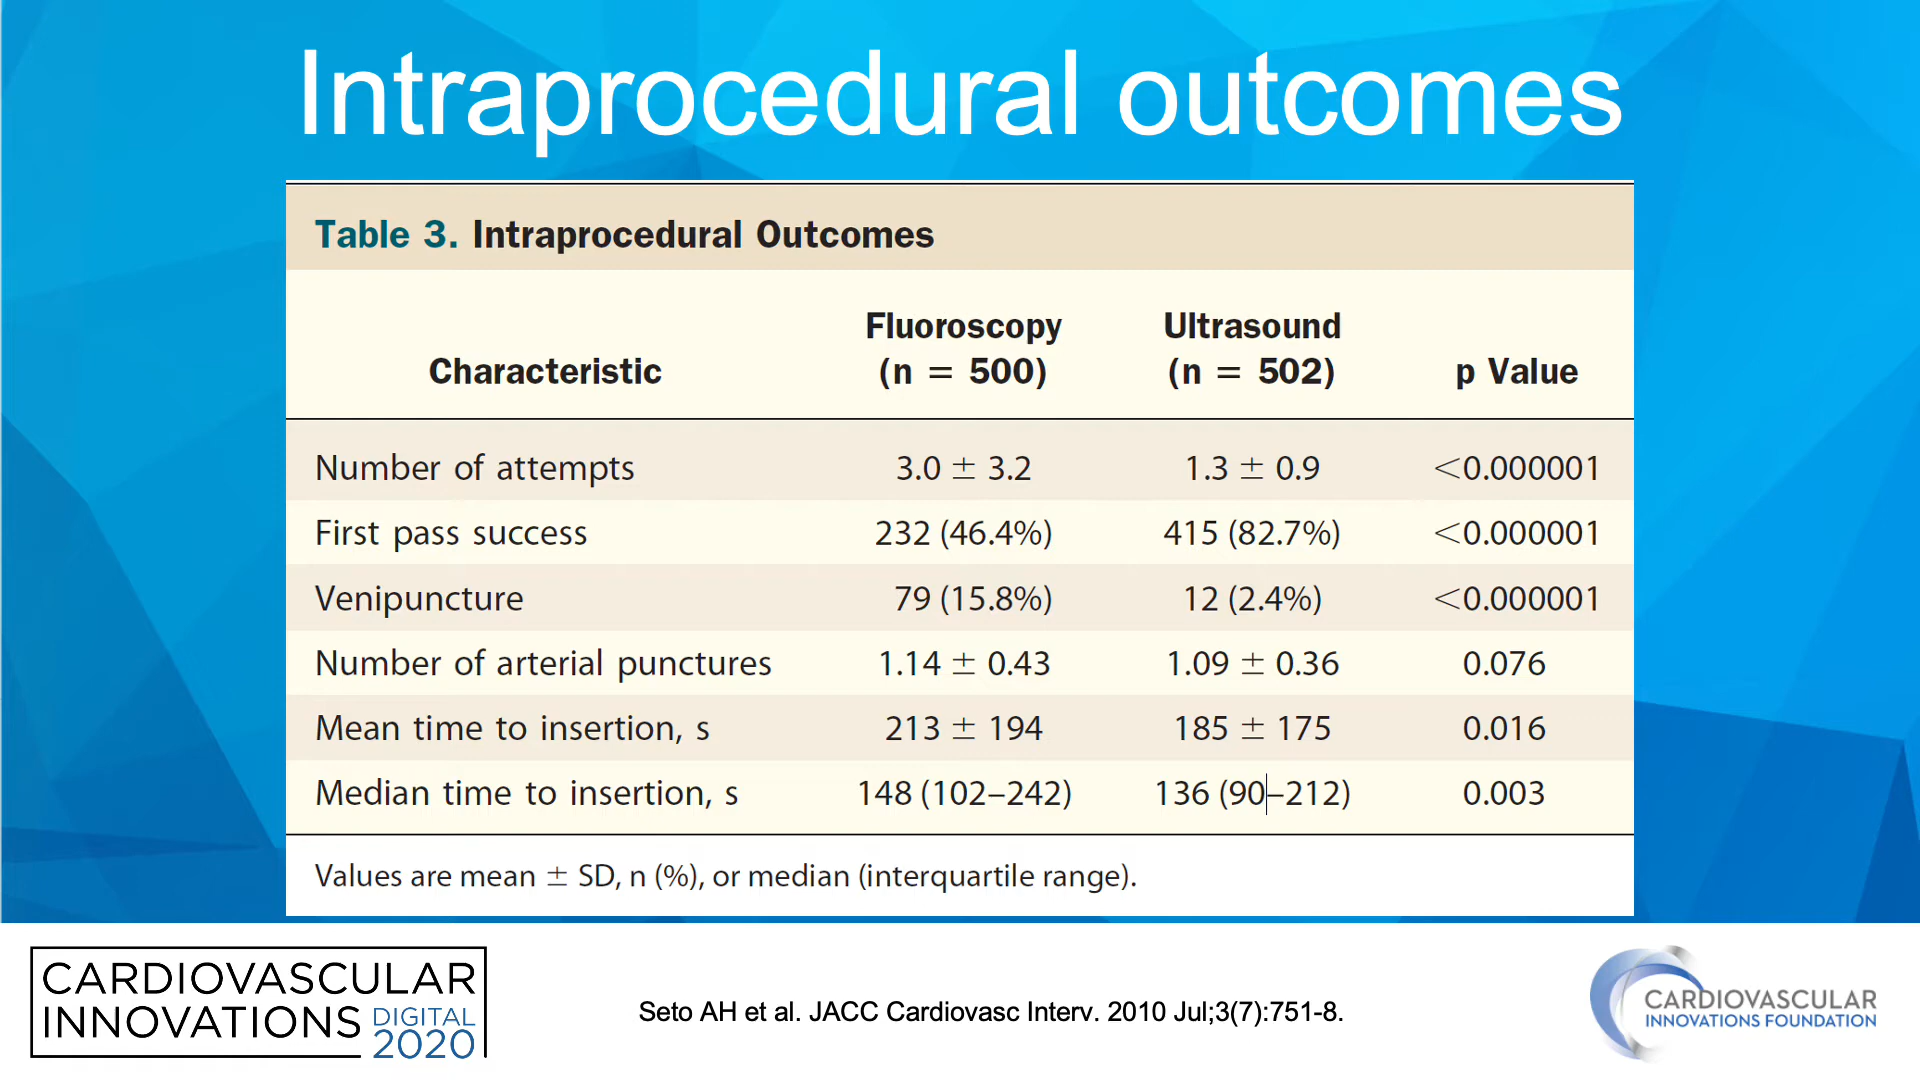 Intraprocedural outcomes
Table 3. Intraprocedural Outcomes
Characteristic Fluoroscopy (n = 500) Ultrasound (n = 502) p Value
Number of attempts 3.0 ± 3.2 1.3 ± 0.9 <0.000001
First pass success 232 (46.4%) 415 (82.7%) <0.000001
Venipuncture 79 (15.8%) 12 (2.4%) <0.000001
Number of arterial punctures 1.14 ± 0.43 1.09 ± 0.36 0.076
Mean time to insertion, s 213 ± 194 185 ± 175 0.016
Median time to insertion, s 148 (102–242) 136 (90–212) 0.003
Values are mean ± SD, n (%), or median (interquartile range).
CARDIOVASCULAR
INNOVATIONS DIGITAL
2020
Seto AH et al. JACC Cardiovasc Interv. 2010 Jul;3(7):751-8.
CARDIOVASCULAR
INNOVATIONS FOUNDATION